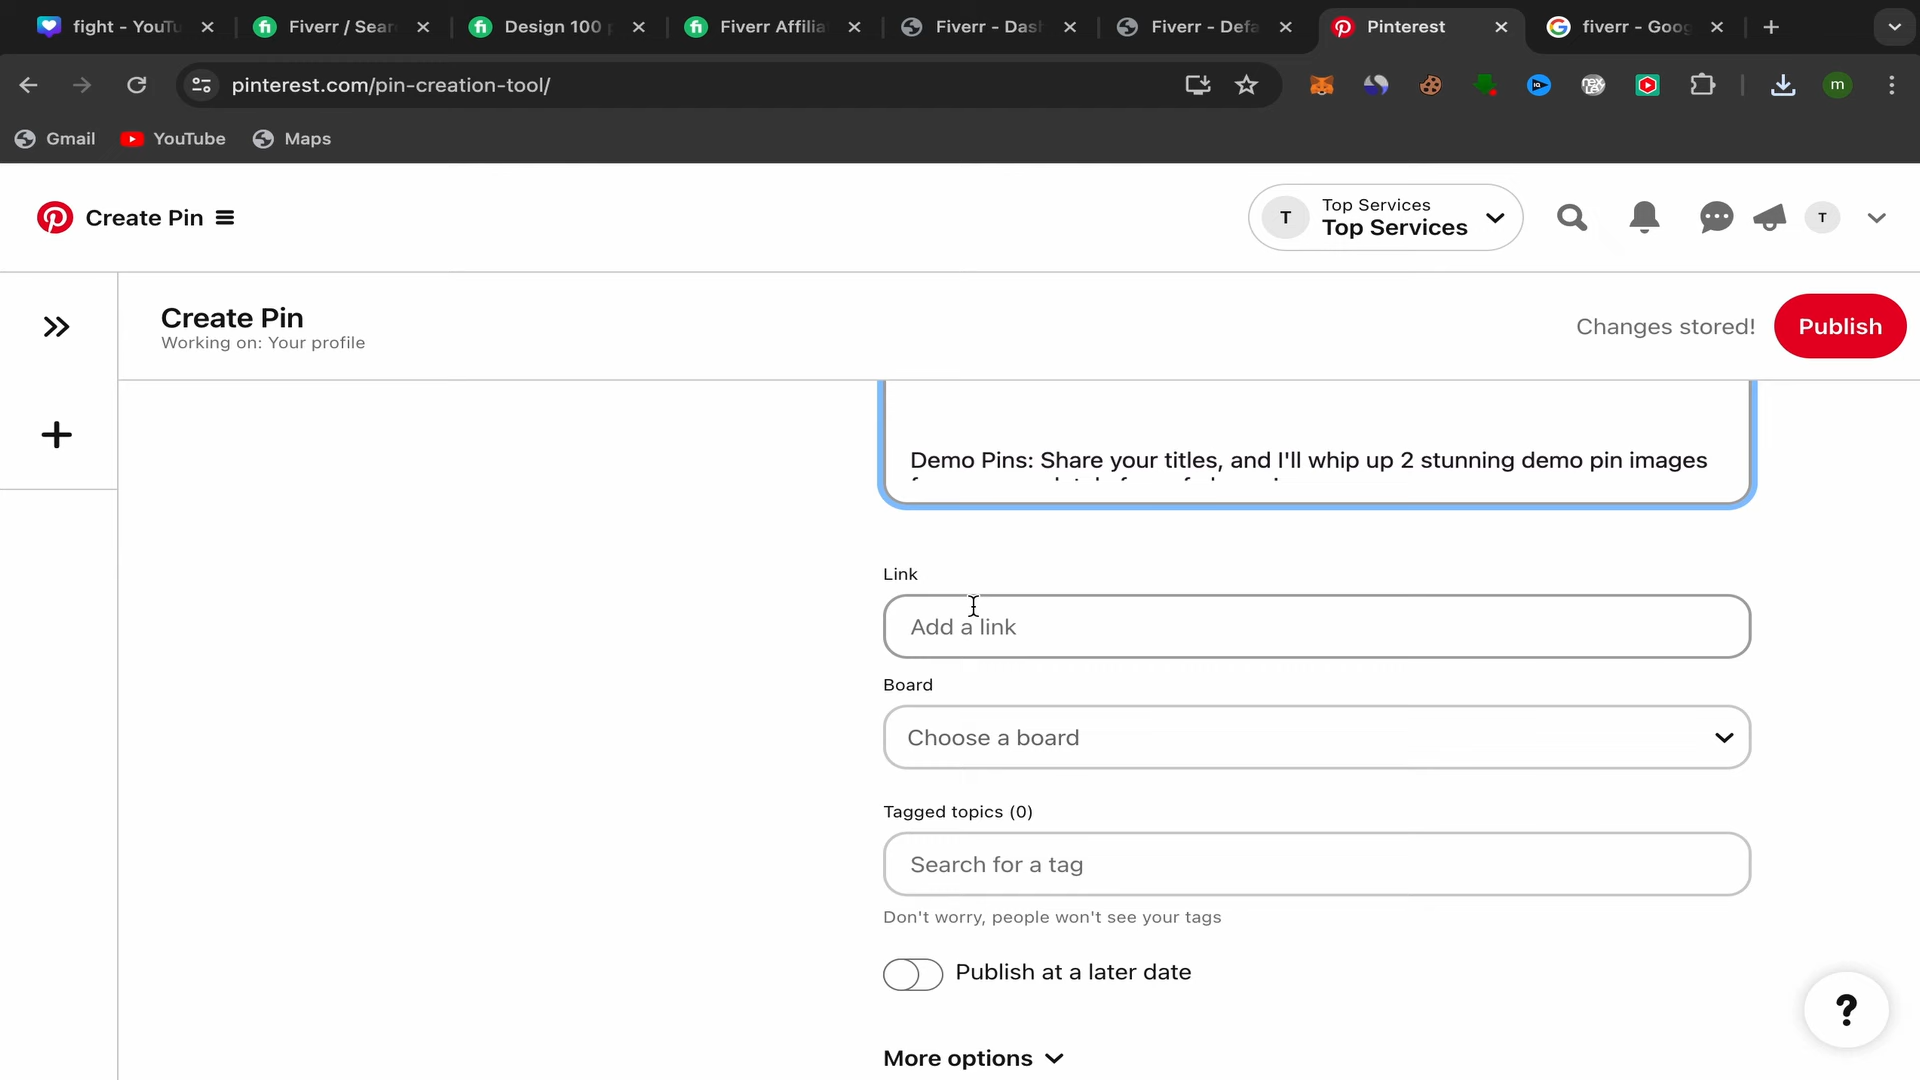 fight - YouTu
Fiverr / Sear
Design 100 p
Fiverr Affilia
Fiverr - Dash
Fiverr - Defa
Pinterest
fiverr - Goog
pinterest.com/pin-creation-tool/
m
Gmail
YouTube
Maps
Create Pin
T
Top Services
Top Services
T
Create Pin
Working on: Your profile
Changes stored!
Publish
Demo Pins: Share your titles, and I'll whip up 2 stunning demo pin images
Link
Add a link
Board
Choose a board
Tagged topics (0)
Search for a tag
Don't worry, people won't see your tags
Publish at a later date
More options
?